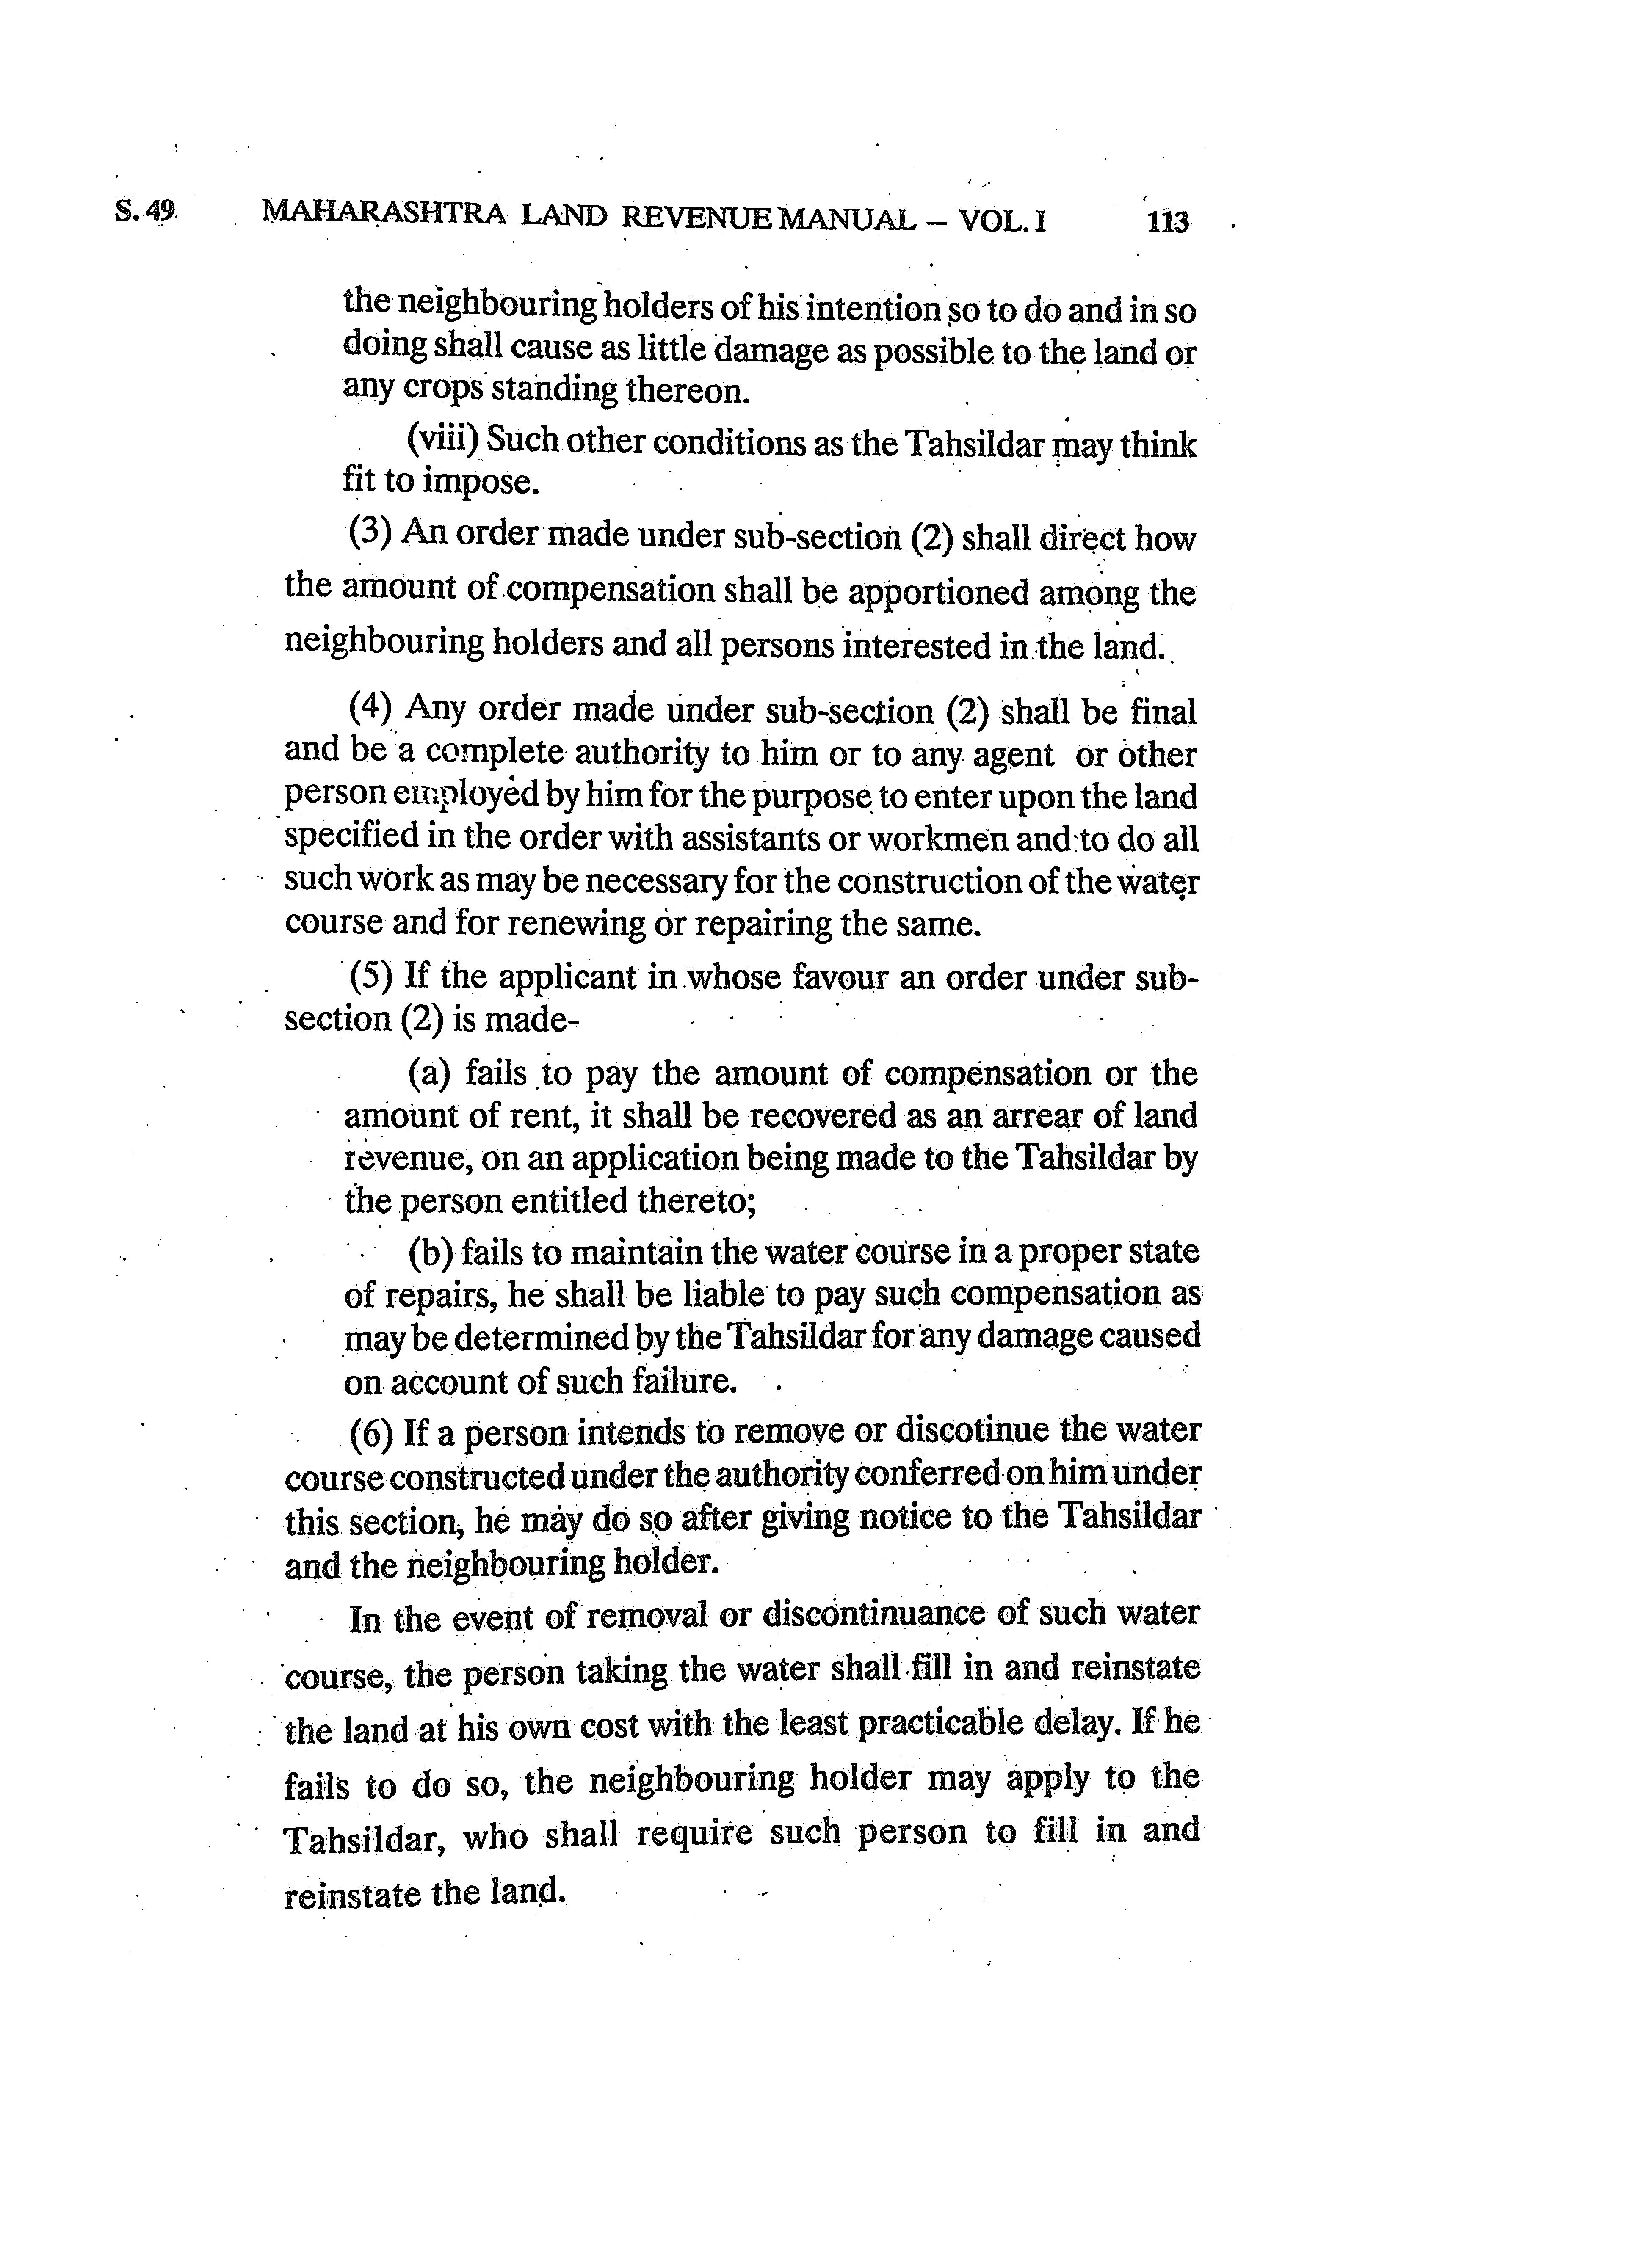 S. 49 MAHARASHTRA LAND REVENUE MANUAL – VOL. I 113
the neighbouring holders of his intention so to do and in so
doing shall cause as little damage as possible to the land or
any crops standing thereon.
(viii) Such other conditions as the Tahsildar may think
fit to impose.
(3) An order made under sub-section (2) shall direct how
the amount of compensation shall be apportioned among the
neighbouring holders and all persons interested in the land.
(4) Any order made under sub-section (2) shall be final
and be a complete authority to him or to any agent or other
person employed by him for the purpose to enter upon the land
specified in the order with assistants or workmen and to do all
such work as may be necessary for the construction of the water
course and for renewing or repairing the same.
(5) If the applicant in whose favour an order under sub-
section (2) is made-
(a) fails to pay the amount of compensation or the
amount of rent, it shall be recovered as an arrear of land
revenue, on an application being made to the Tahsildar by
the person entitled thereto;
(b) fails to maintain the water course in a proper state
of repairs, he shall be liable to pay such compensation as
may be determined by the Tahsildar for any damage caused
on account of such failure.
(6) If a person intends to remove or discotinue the water
course constructed under the authority conferred on him under
this section, he may do so after giving notice to the Tahsildar
and the neighbouring holder.
In the event of removal or discontinuance of such water
course, the person taking the water shall fill in and reinstate
the land at his own cost with the least practicable delay. If he
fails to do so, the neighbouring holder may apply to the
Tahsildar, who shall require such person to fill in and
reinstate the land.